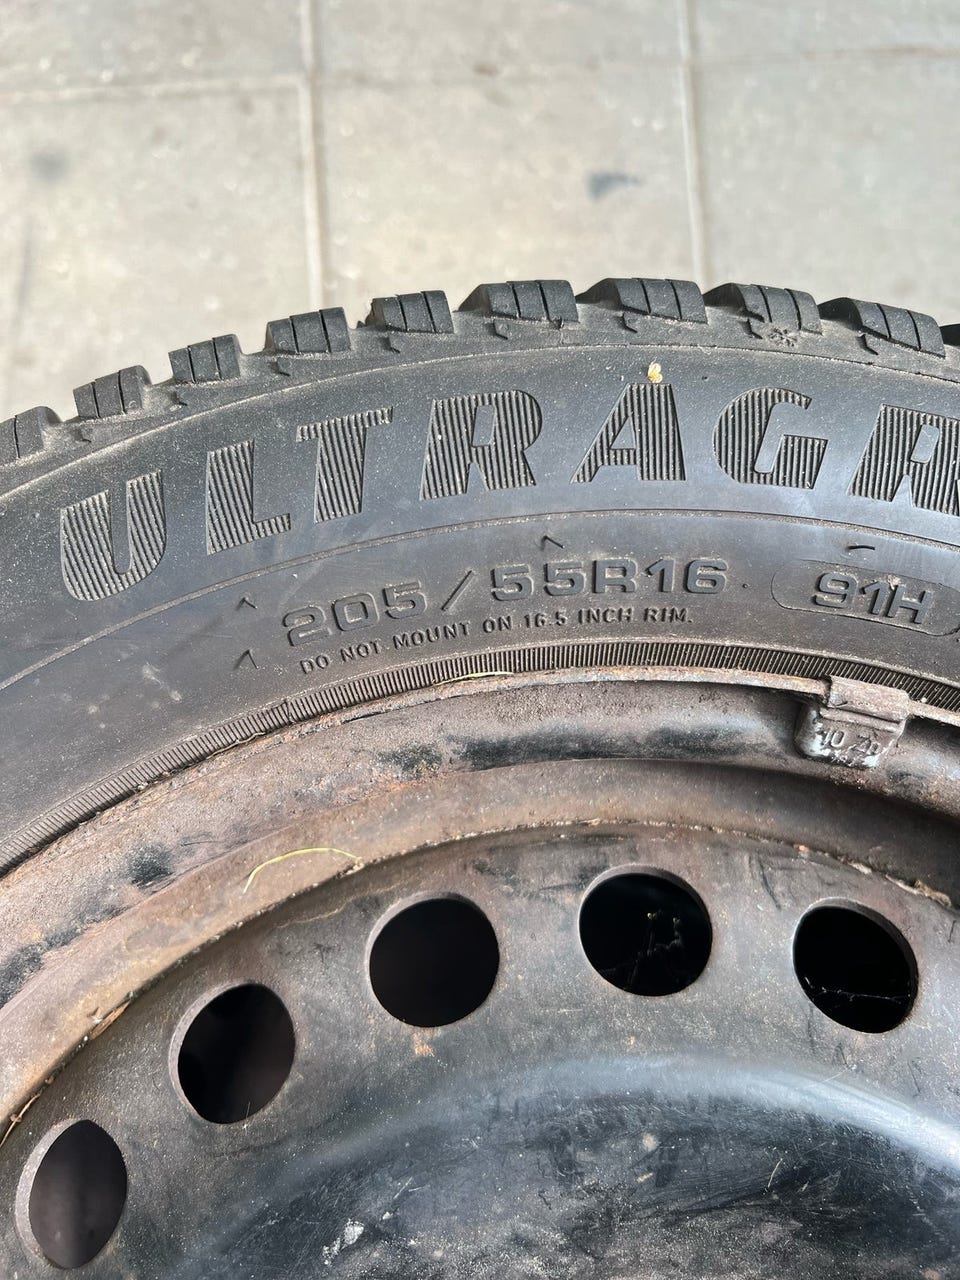 ULTRAGR
205/55R16 91H
DO NOT MOUNT ON 16.5 INCH RIM.